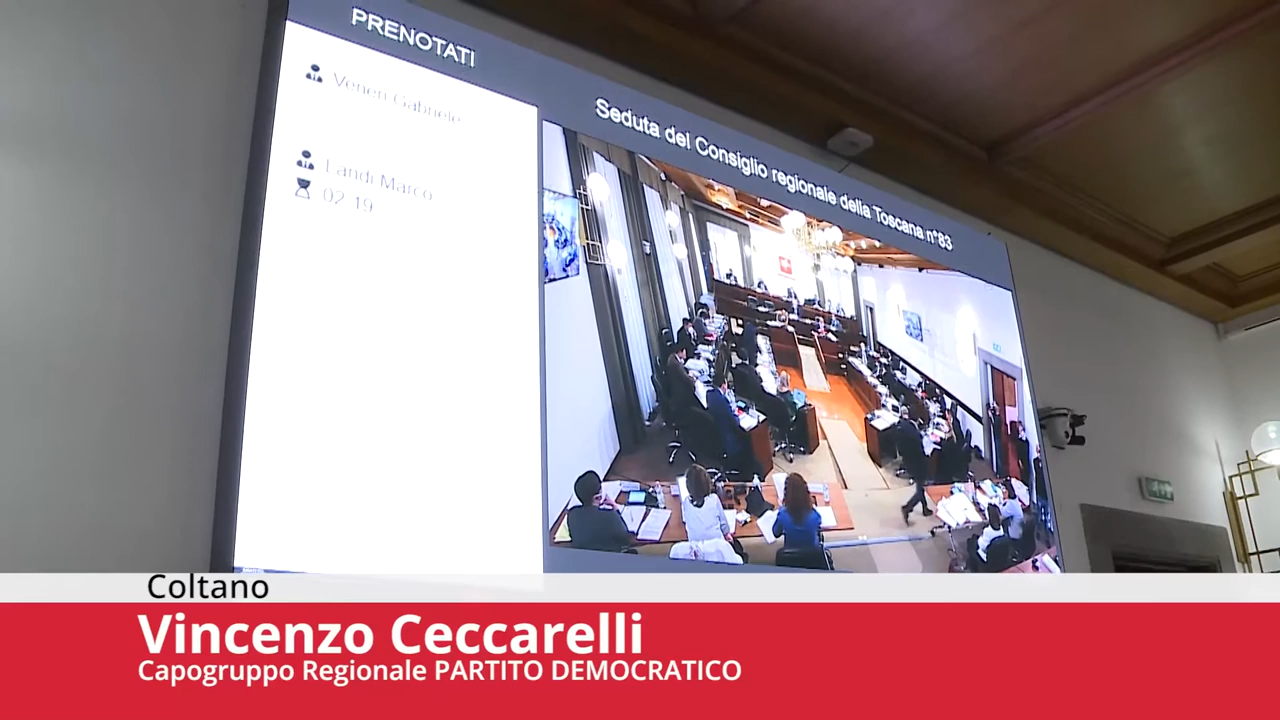 PRENOTATI
Veneri Gabriele
Landi Marco
02 19
Seduta del Consiglio regionale della Toscana n°83
Coltano
Vincenzo Ceccarelli
Capogruppo Regionale PARTITO DEMOCRATICO